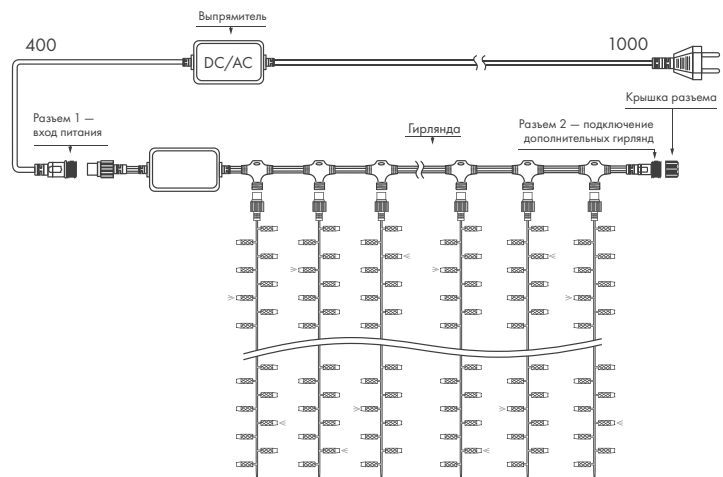 Выпрямитель
400
DC/AC
1000
Крышка разъема
Разъем 1 —
вход питания
Гирлянда
Разъем 2 — подключение
дополнительных гирлянд